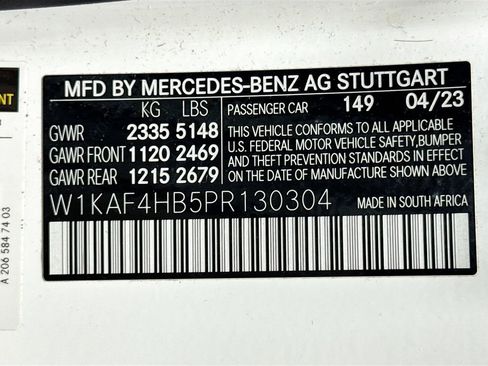 MFD BY MERCEDES-BENZ AG STUTTGART
KG LBS
GVWR 2335 5148
GAWR FRONT 1120 2469
GAWR REAR 1215 2679
PASSENGER CAR 149 04/23
THIS VEHICLE CONFORMS TO ALL APPLICABLE
U.S. FEDERAL MOTOR VEHICLE SAFETY, BUMPER
AND THEFT PREVENTION STANDARDS IN EFFECT
ON THE DATE OF MANUFACTURE SHOWN ABOVE.
W1KAF4HB5PR130304
MADE IN SOUTH AFRICA
A 206 584 74 03